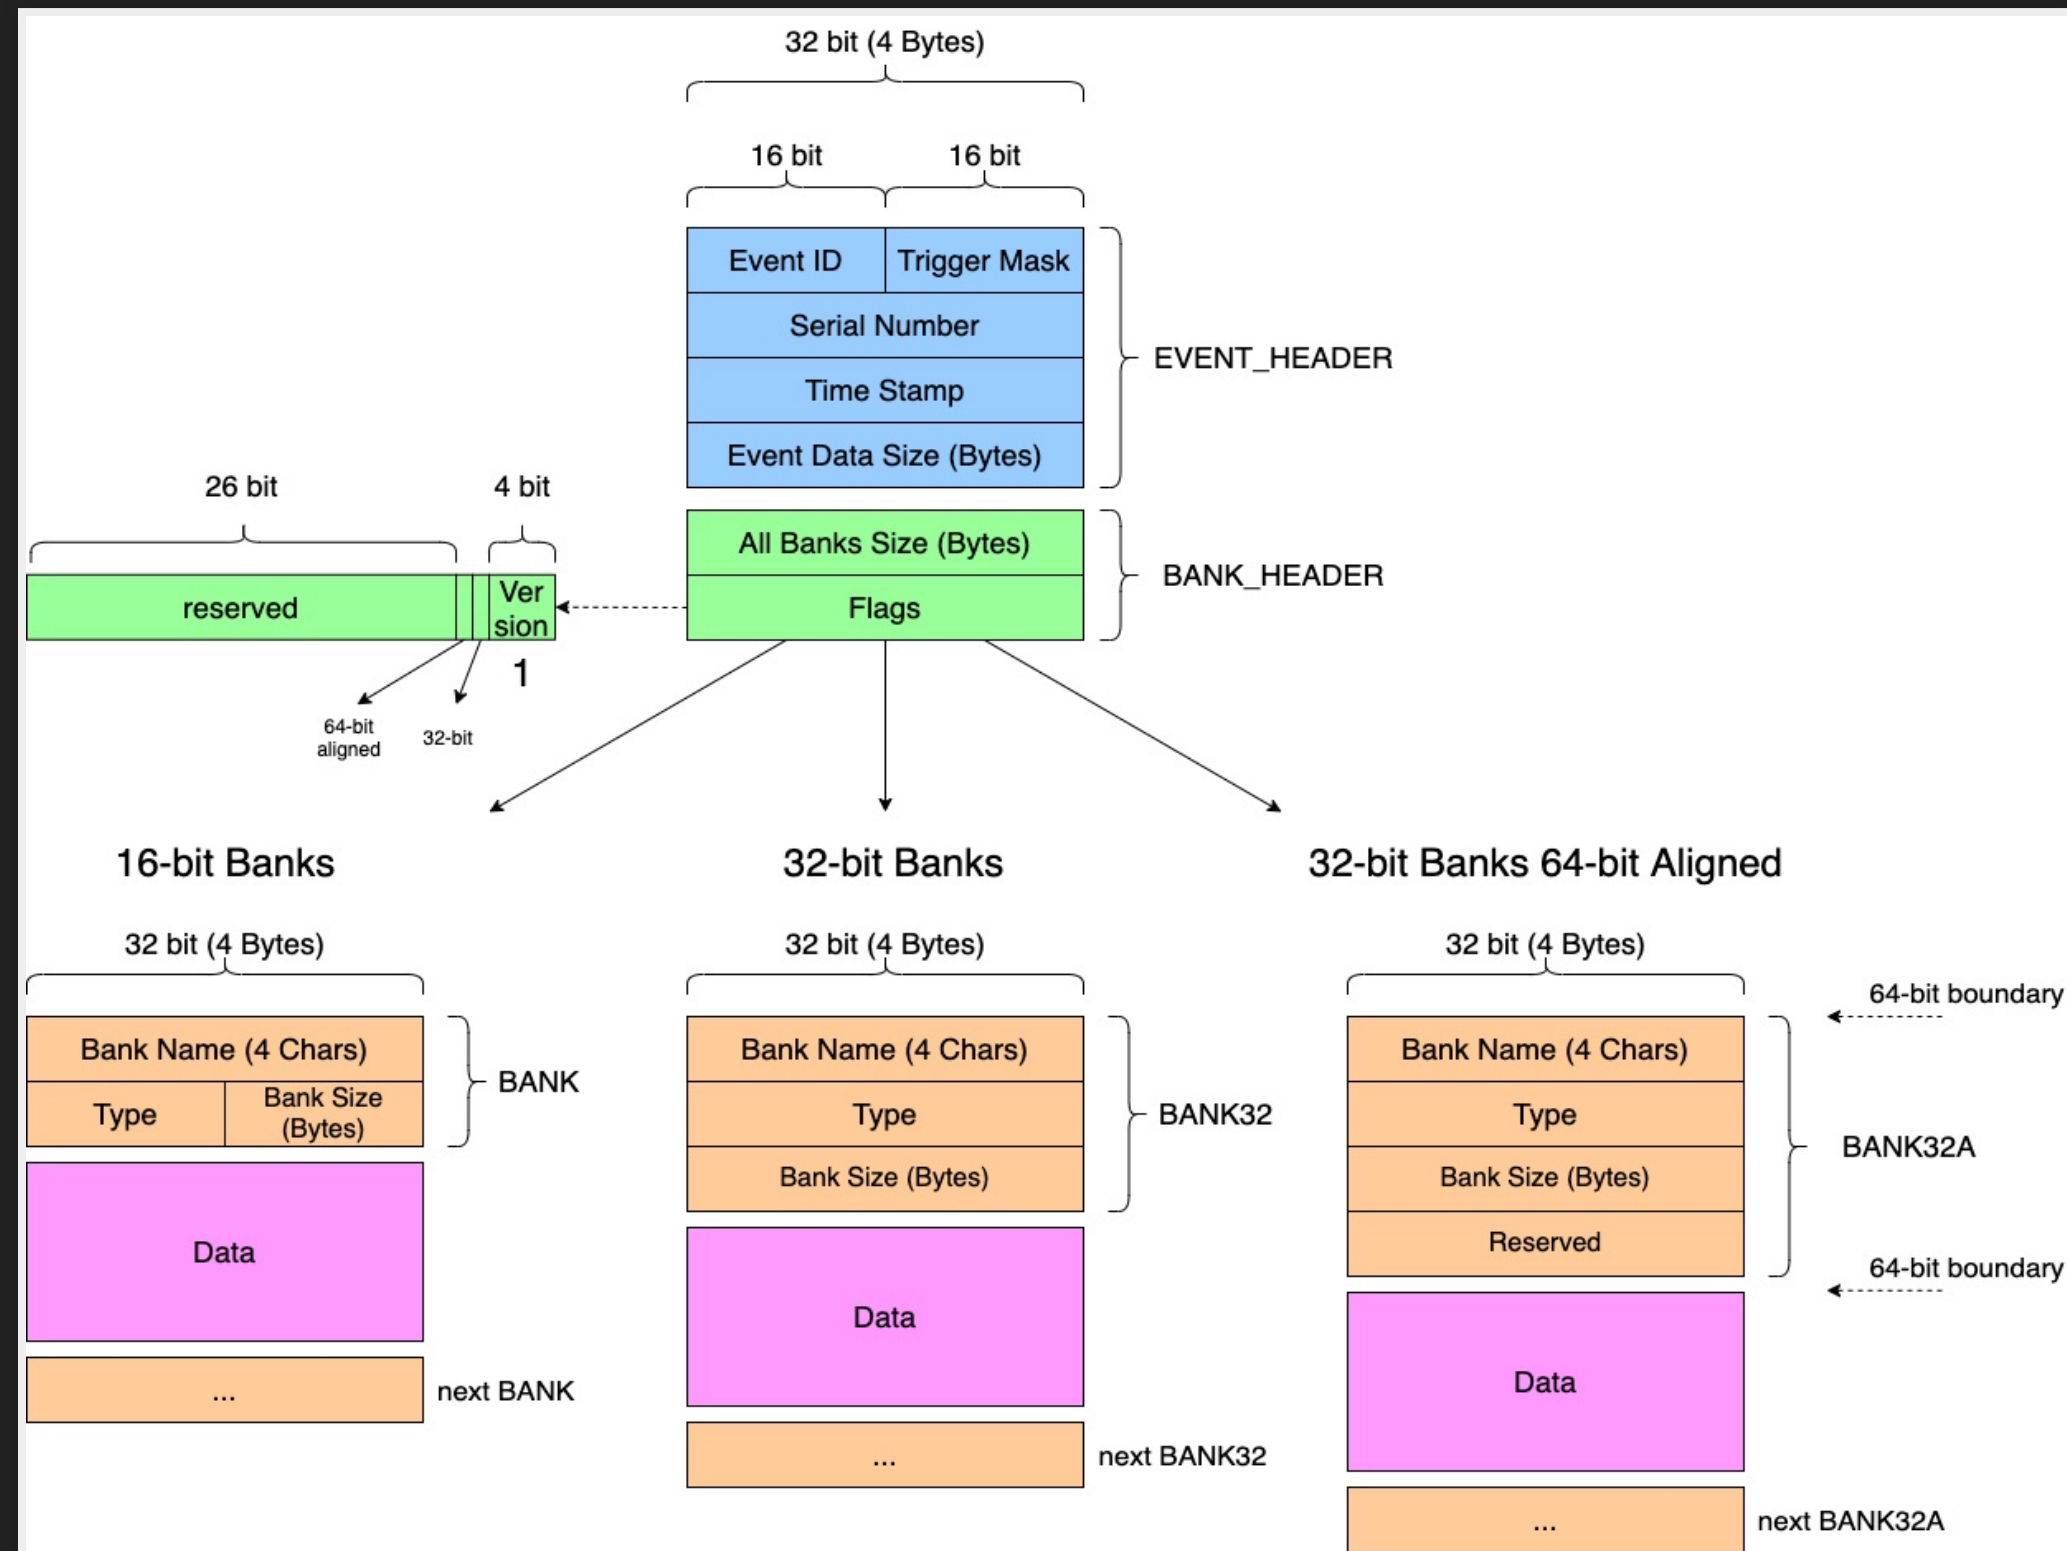 32 bit (4 Bytes)
16 bit
16 bit
Event ID
Trigger Mask
Serial Number
Time Stamp
Event Data Size (Bytes)
EVENT_HEADER
26 bit
4 bit
reserved
Ver
sion
1
64-bit
aligned
32-bit
All Banks Size (Bytes)
Flags
BANK_HEADER
16-bit Banks
32 bit (4 Bytes)
Bank Name (4 Chars)
Type
Bank Size
(Bytes)
BANK
Data
...
next BANK
32-bit Banks
32 bit (4 Bytes)
Bank Name (4 Chars)
Type
Bank Size (Bytes)
BANK32
Data
...
next BANK32
32-bit Banks 64-bit Aligned
32 bit (4 Bytes)
64-bit boundary
Bank Name (4 Chars)
Type
Bank Size (Bytes)
Reserved
BANK32A
64-bit boundary
Data
...
next BANK32A